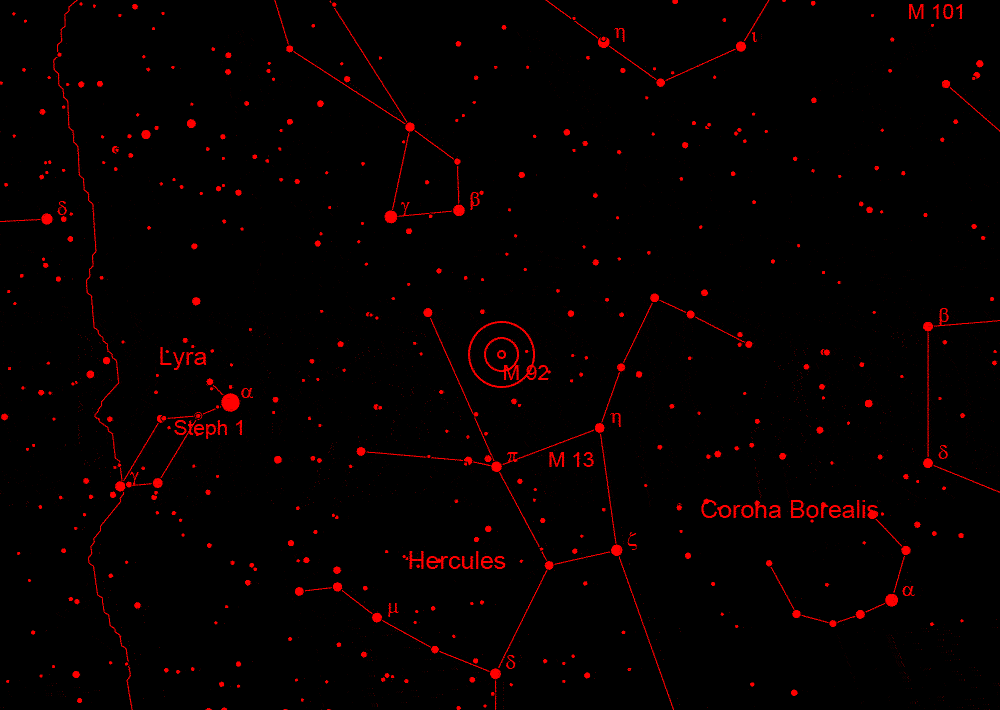 M 101
η
ι
γ
β
δ
β
Lyra
M 92
α
η
Steph 1
π
M 13
δ
γ
Corona Borealis
ζ
Hercules
α
μ
δ